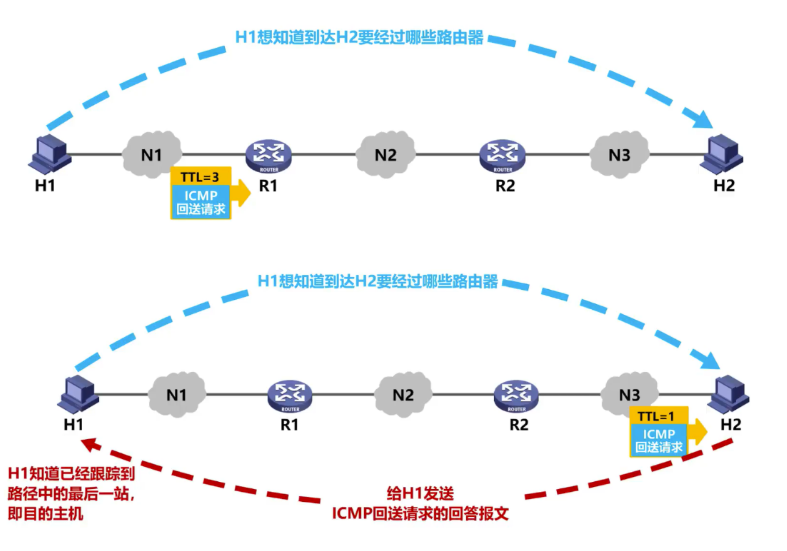 H1想知道到达H2要经过哪些路由器
N1
N2
N3
ROUTER
ROUTER
H1
R1
R2
H2
TTL=3
ICMP
回送请求
H1想知道到达H2要经过哪些路由器
N1
N2
N3
ROUTER
ROUTER
H1
R1
R2
H2
TTL=1
ICMP
回送请求
H1知道已经跟踪到
路径中的最后一站，
即目的主机
给H1发送
ICMP回送请求的回答报文